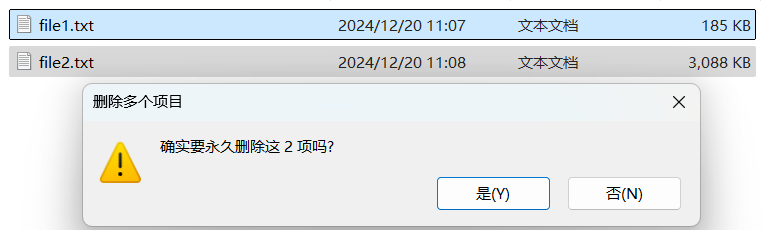 file1.txt 2024/12/20 11:07 文本文档 185 KB
file2.txt 2024/12/20 11:08 文本文档 3,088 KB
删除多个项目
确实要永久删除这 2 项吗?
是(Y) 否(N)